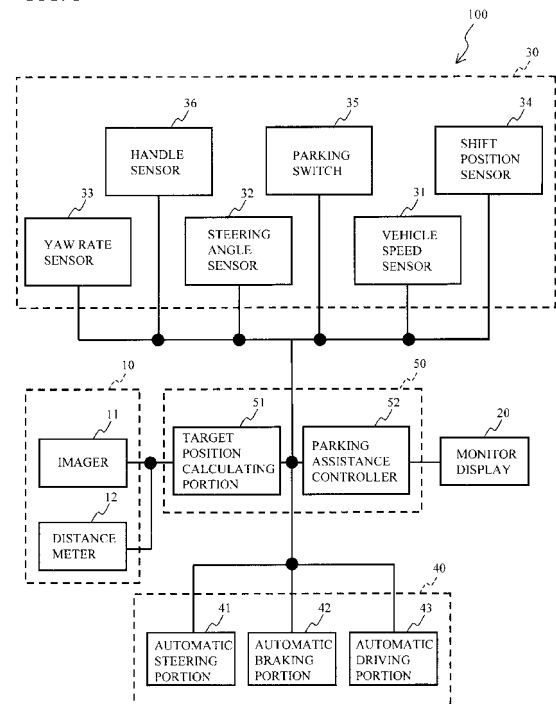 100
30
36
35
34
HANDLE
SENSOR
PARKING
SWITCH
SHIFT
POSITION
SENSOR
33
32
31
YAW RATE
SENSOR
STEERING
ANGLE
SENSOR
VEHICLE
SPEED
SENSOR
10
50
11
51
52
20
IMAGER
TARGET
POSITION
CALCULATING
PORTION
PARKING
ASSISTANCE
CONTROLLER
MONITOR
DISPLAY
12
DISTANCE
METER
40
41
42
43
AUTOMATIC
STEERING
PORTION
AUTOMATIC
BRAKING
PORTION
AUTOMATIC
DRIVING
PORTION